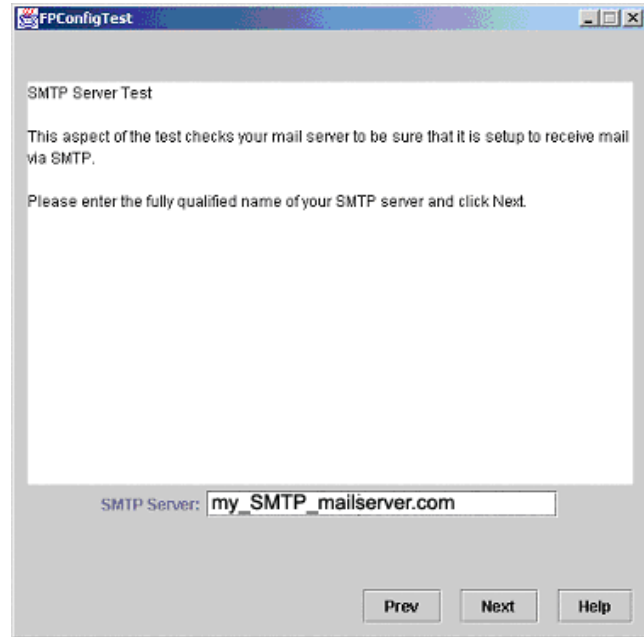 FPConfigTest
SMTP Server Test
This aspect of the test checks your mail server to be sure that it is setup to receive mail
via SMTP.
Please enter the fully qualified name of your SMTP server and click Next.
SMTP Server: my_SMTP_mailserver.com
Prev Next Help